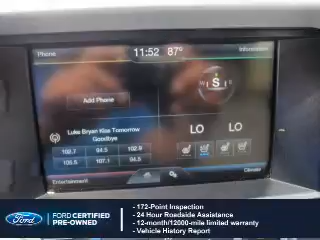 Phone 11:52 87° Information
W S
Add Phone
Luke Bryan Kiss Tomorrow
Goodbye
LO LO
102.7 94.5 102.9
105.5 107.1 94.3
Entertainment Climate
Ford FORD CERTIFIED
PRE-OWNED
- 172-Point Inspection
- 24 Hour Roadside Assistance
- 12-month/12000-mile limited warranty
- Vehicle History Report